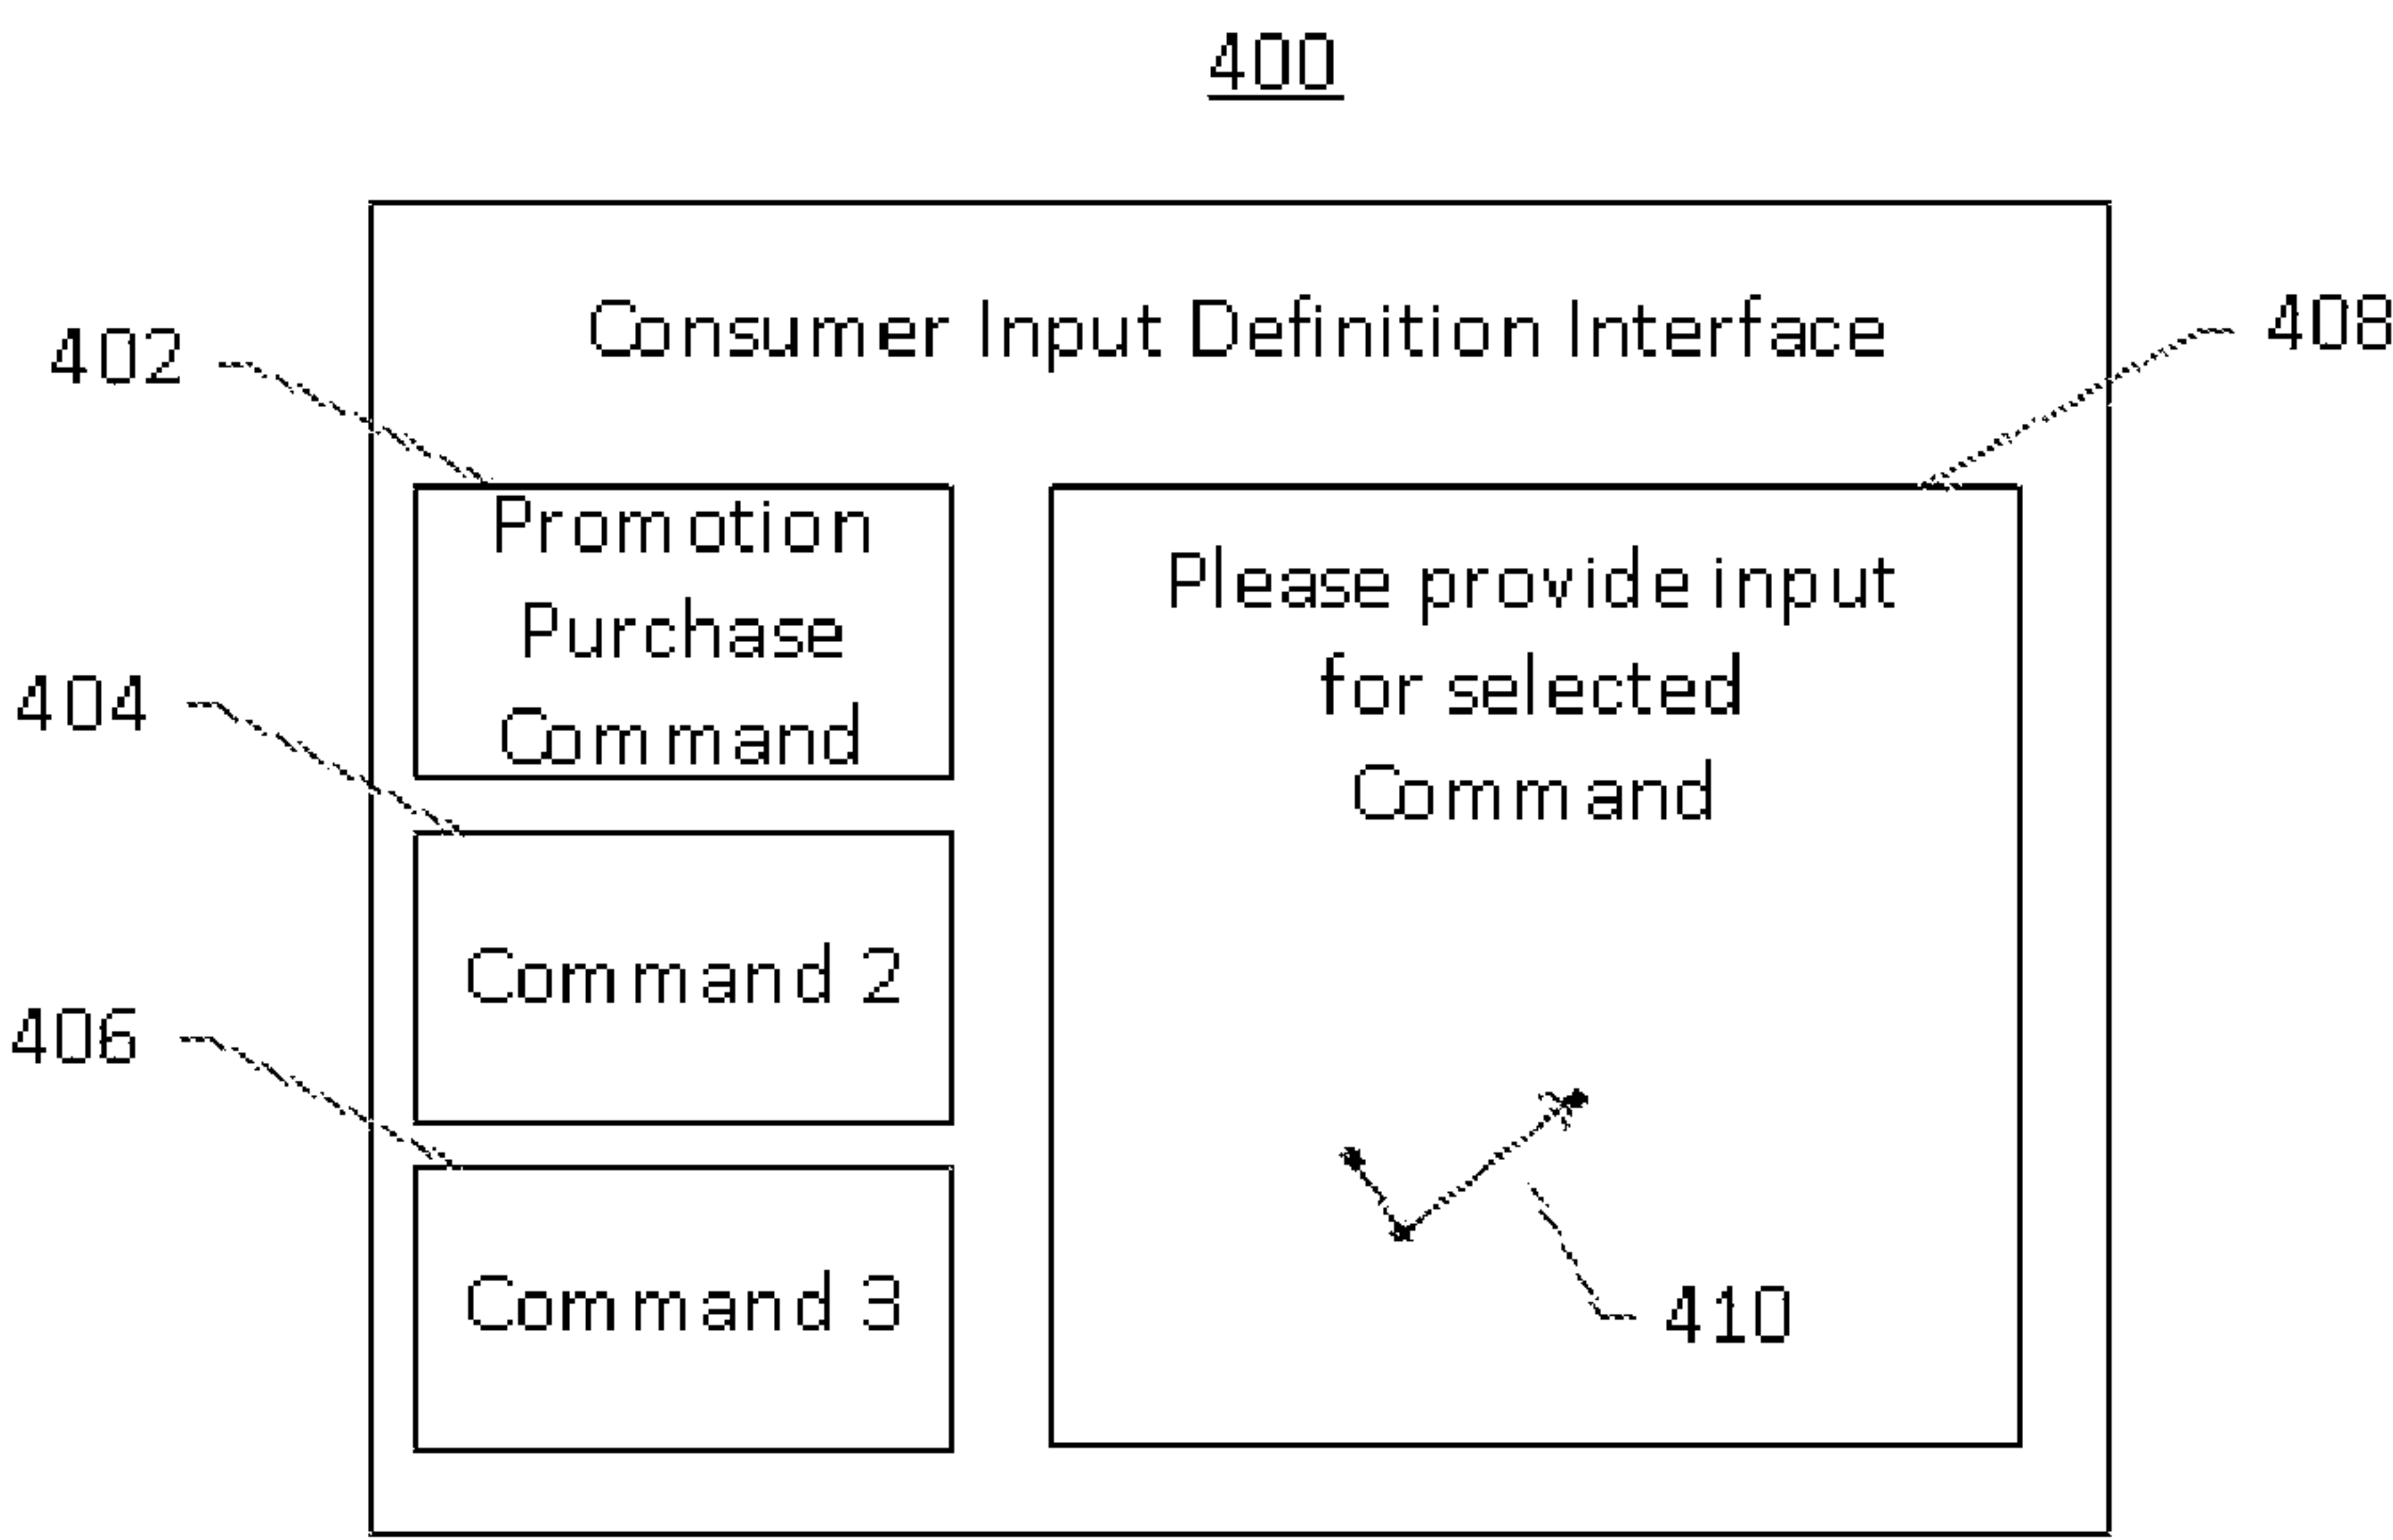 400
Consumer Input Definition Interface
402
408
Promotion
Purchase
Command
Please provide input
for selected
Command
404
Command 2
406
Command 3
410